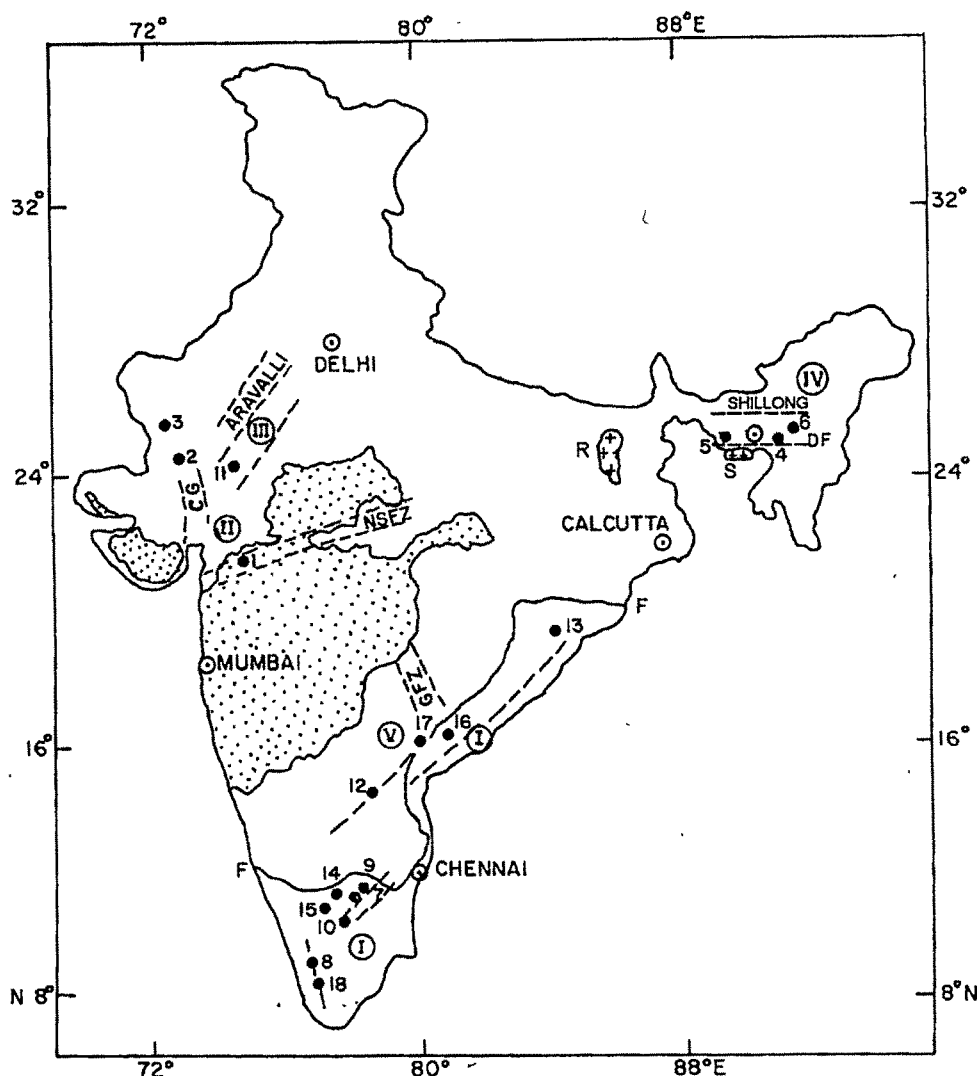 72° 80° 88°
32° 32°
DELHI
ARAVALLI
III
IV
SHILLONG
3
6
2
11
5
4
DF
R
S
24° 24°
CG
II
NSFZ
CALCUTTA
1
F
13
MUMBAI
GFZ
17
16
V
I
16° 16°
12
F
14
9
CHENNAI
15
10
I
8
18
N 8° 8° N
72° 80° 88°E